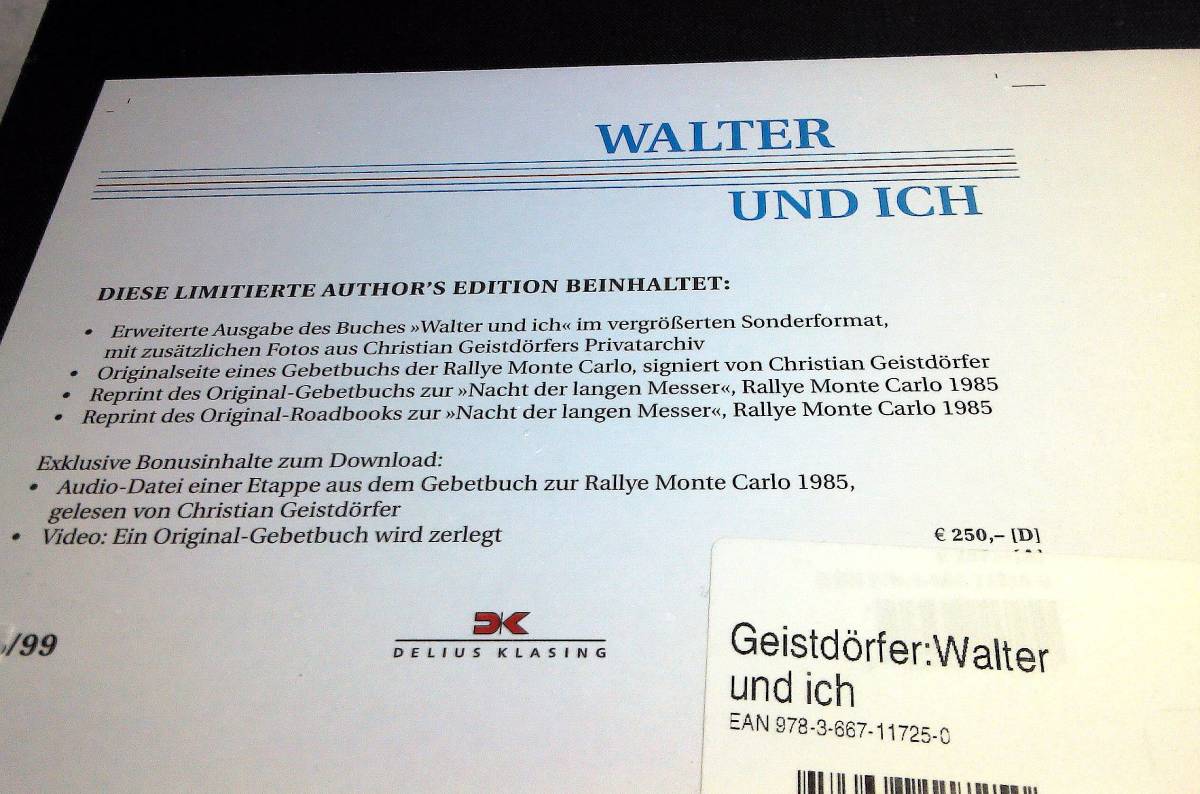 WALTER
UND ICH
DIESE LIMITIERTE AUTHOR'S EDITION BEINHALTET:
• Erweiterte Ausgabe des Buches »Walter und ich« im vergrößerten Sonderformat,
mit zusätzlichen Fotos aus Christian Geistdörfers Privatarchiv
• Originalseite eines Gebetbuchs der Rallye Monte Carlo, signiert von Christian Geistdörfer
• Reprint des Original-Gebetbuchs zur »Nacht der langen Messer«, Rallye Monte Carlo 1985
• Reprint des Original-Roadbooks zur »Nacht der langen Messer«, Rallye Monte Carlo 1985
Exklusive Bonusinhalte zum Download:
• Audio-Datei einer Etappe aus dem Gebetbuch zur Rallye Monte Carlo 1985,
gelesen von Christian Geistdörfer
• Video: Ein Original-Gebetbuch wird zerlegt
€ 250,– [D]
/99
DELIUS KLASING
Geistdörfer:Walter
und ich
EAN 978-3-667-11725-0